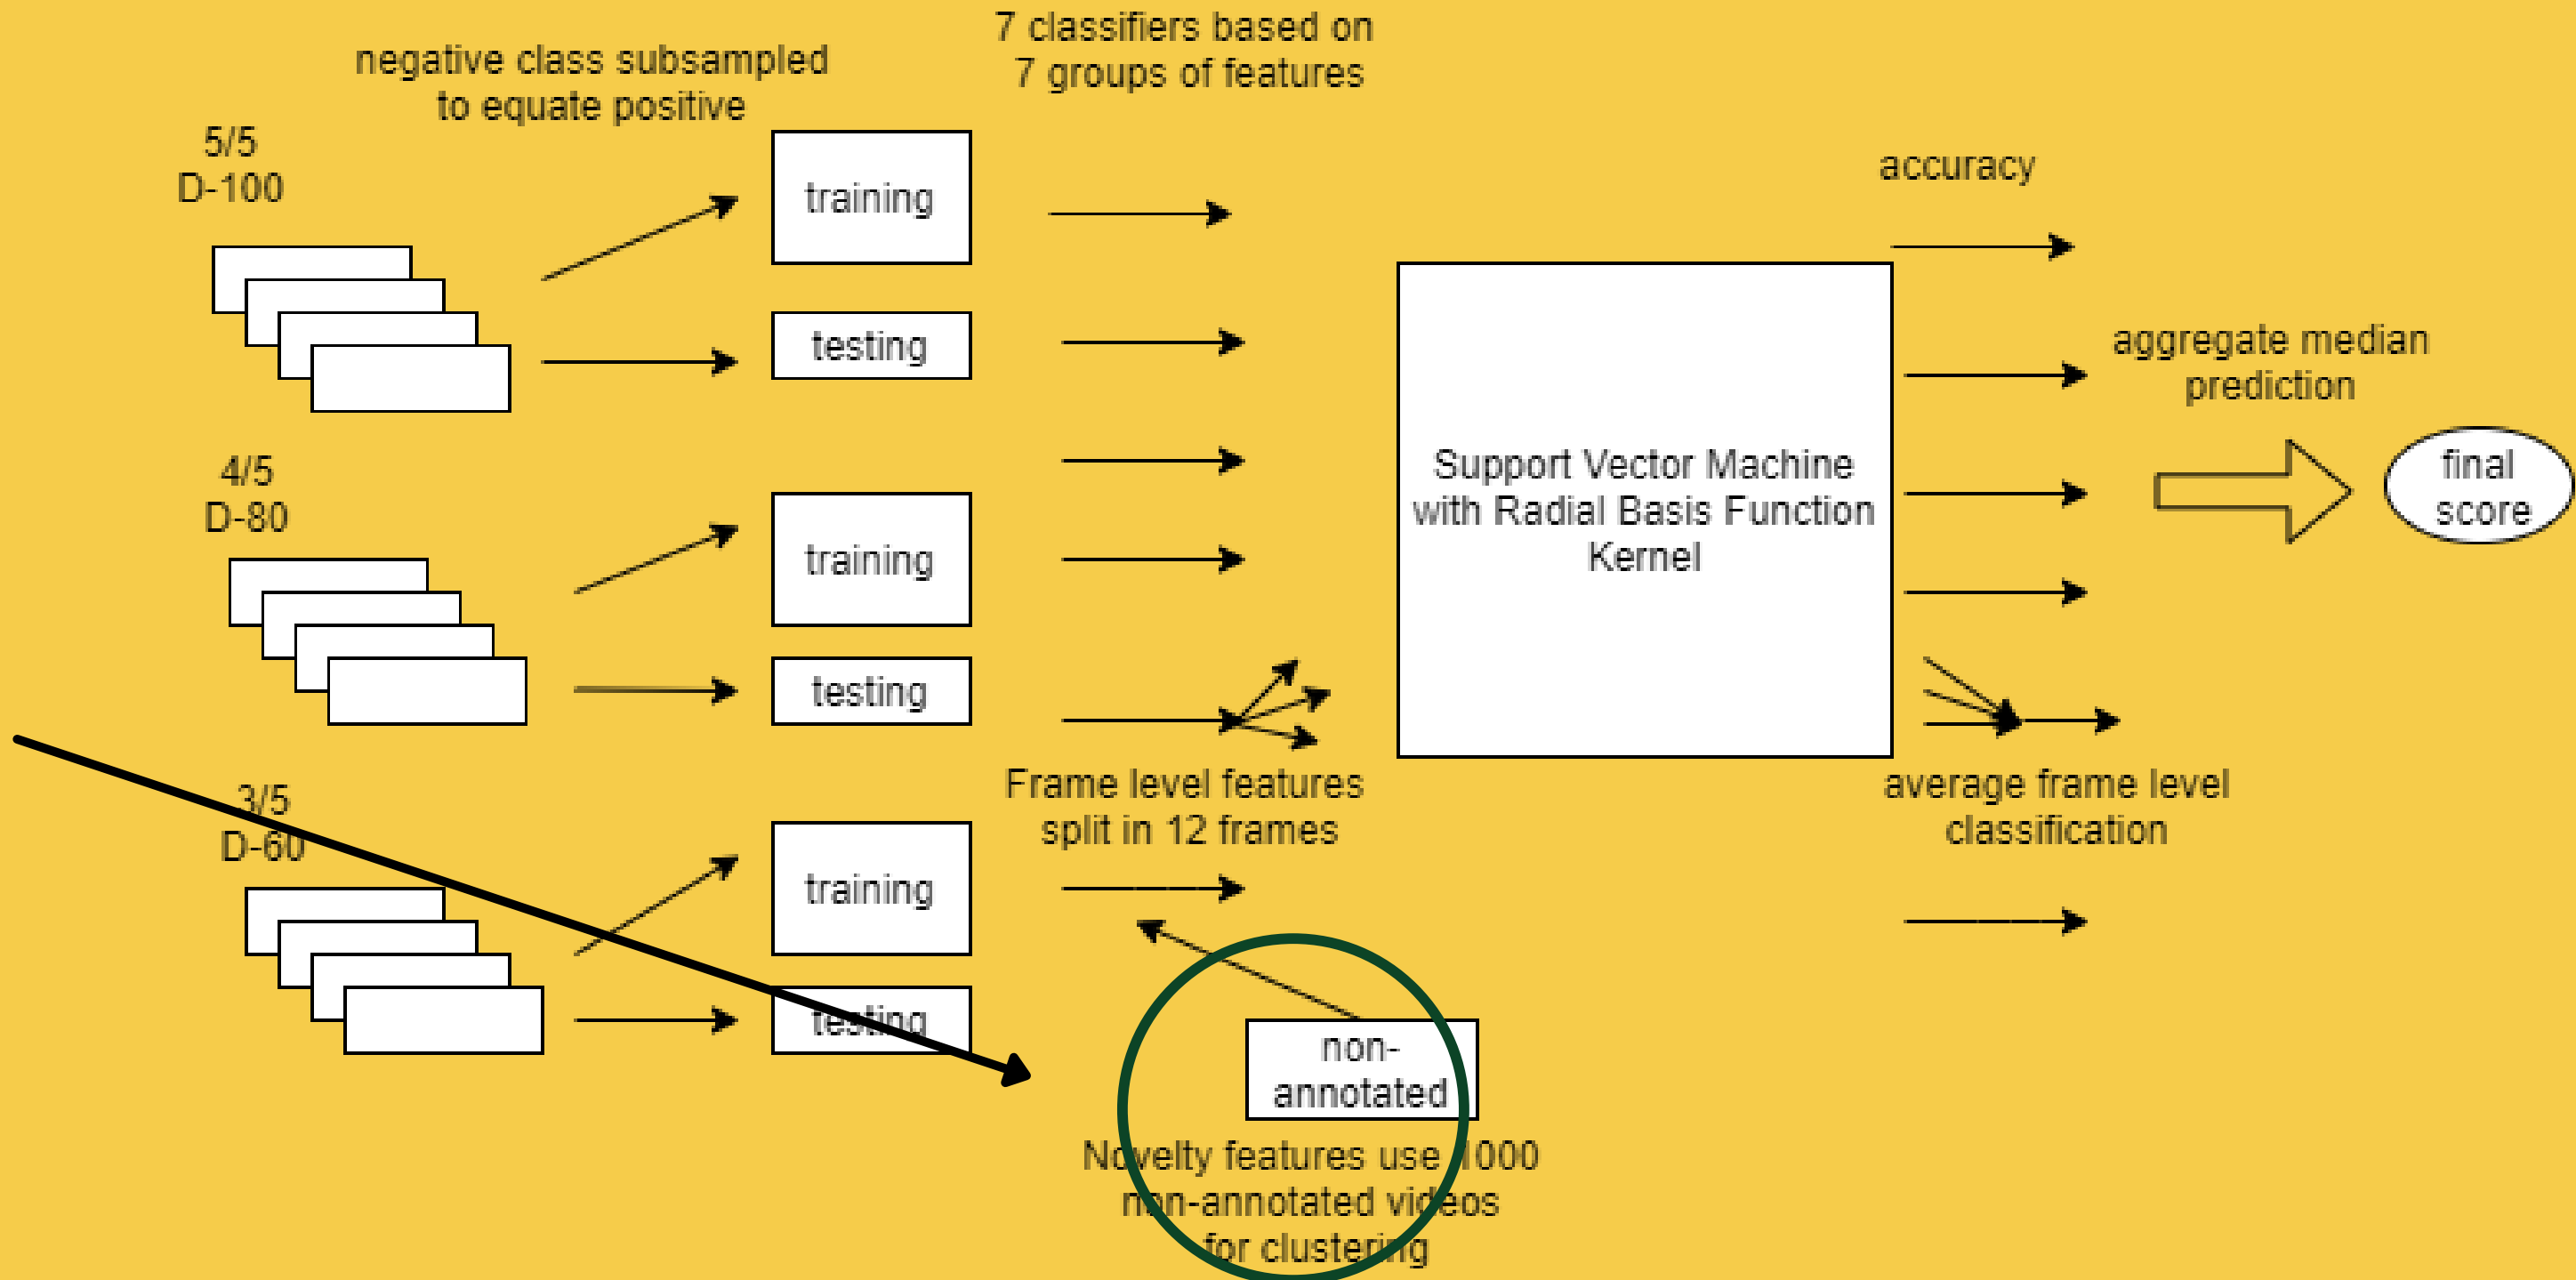 7 classifiers based on
7 groups of features
negative class subsampled
to equate positive
5/5
D-100
training
testing
accuracy
aggregate median
prediction
final
score
Support Vector Machine
with Radial Basis Function
Kernel
4/5
D-80
training
testing
Frame level features
split in 12 frames
average frame level
classification
3/5
D-60
training
testing
non-
annotated
Novelty features use 1000
non-annotated videos
for clustering